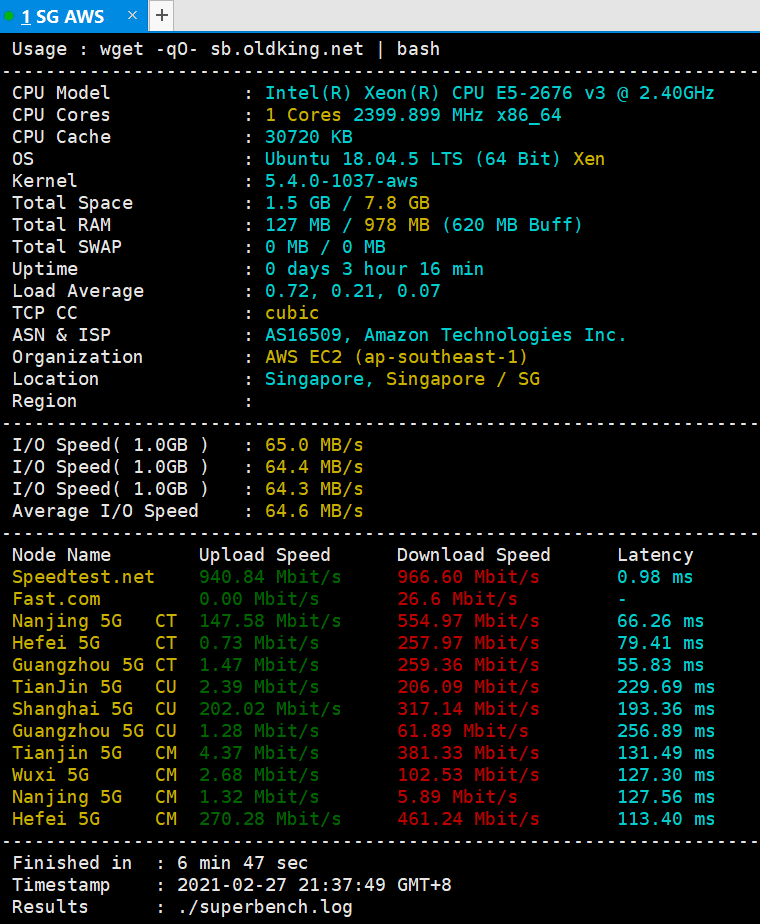 1 SG AWS × +
Usage : wget -qO- sb.oldking.net | bash
----------------------------------------------------------------------
CPU Model : Intel(R) Xeon(R) CPU E5-2676 v3 @ 2.40GHz
CPU Cores : 1 Cores 2399.899 MHz x86_64
CPU Cache : 30720 KB
OS : Ubuntu 18.04.5 LTS (64 Bit) Xen
Kernel : 5.4.0-1037-aws
Total Space : 1.5 GB / 7.8 GB
Total RAM : 127 MB / 978 MB (620 MB Buff)
Total SWAP : 0 MB / 0 MB
Uptime : 0 days 3 hour 16 min
Load Average : 0.72, 0.21, 0.07
TCP CC : cubic
ASN & ISP : AS16509, Amazon Technologies Inc.
Organization : AWS EC2 (ap-southeast-1)
Location : Singapore, Singapore / SG
Region :
----------------------------------------------------------------------
I/O Speed( 1.0GB ) : 65.0 MB/s
I/O Speed( 1.0GB ) : 64.4 MB/s
I/O Speed( 1.0GB ) : 64.3 MB/s
Average I/O Speed : 64.6 MB/s
----------------------------------------------------------------------
Node Name Upload Speed Download Speed Latency
Speedtest.net 940.84 Mbit/s 966.60 Mbit/s 0.98 ms
Fast.com 0.00 Mbit/s 26.6 Mbit/s -
Nanjing 5G CT 147.58 Mbit/s 554.97 Mbit/s 66.26 ms
Hefei 5G CT 0.73 Mbit/s 257.97 Mbit/s 79.41 ms
Guangzhou 5G CT 1.47 Mbit/s 259.36 Mbit/s 55.83 ms
TianJin 5G CU 2.39 Mbit/s 206.09 Mbit/s 229.69 ms
Shanghai 5G CU 202.02 Mbit/s 317.14 Mbit/s 193.36 ms
Guangzhou 5G CU 1.28 Mbit/s 61.89 Mbit/s 256.89 ms
Tianjin 5G CM 4.37 Mbit/s 381.33 Mbit/s 131.49 ms
Wuxi 5G CM 2.68 Mbit/s 102.53 Mbit/s 127.30 ms
Nanjing 5G CM 1.32 Mbit/s 5.89 Mbit/s 127.56 ms
Hefei 5G CM 270.28 Mbit/s 461.24 Mbit/s 113.40 ms
----------------------------------------------------------------------
Finished in : 6 min 47 sec
Timestamp : 2021-02-27 21:37:49 GMT+8
Results : ./superbench.log